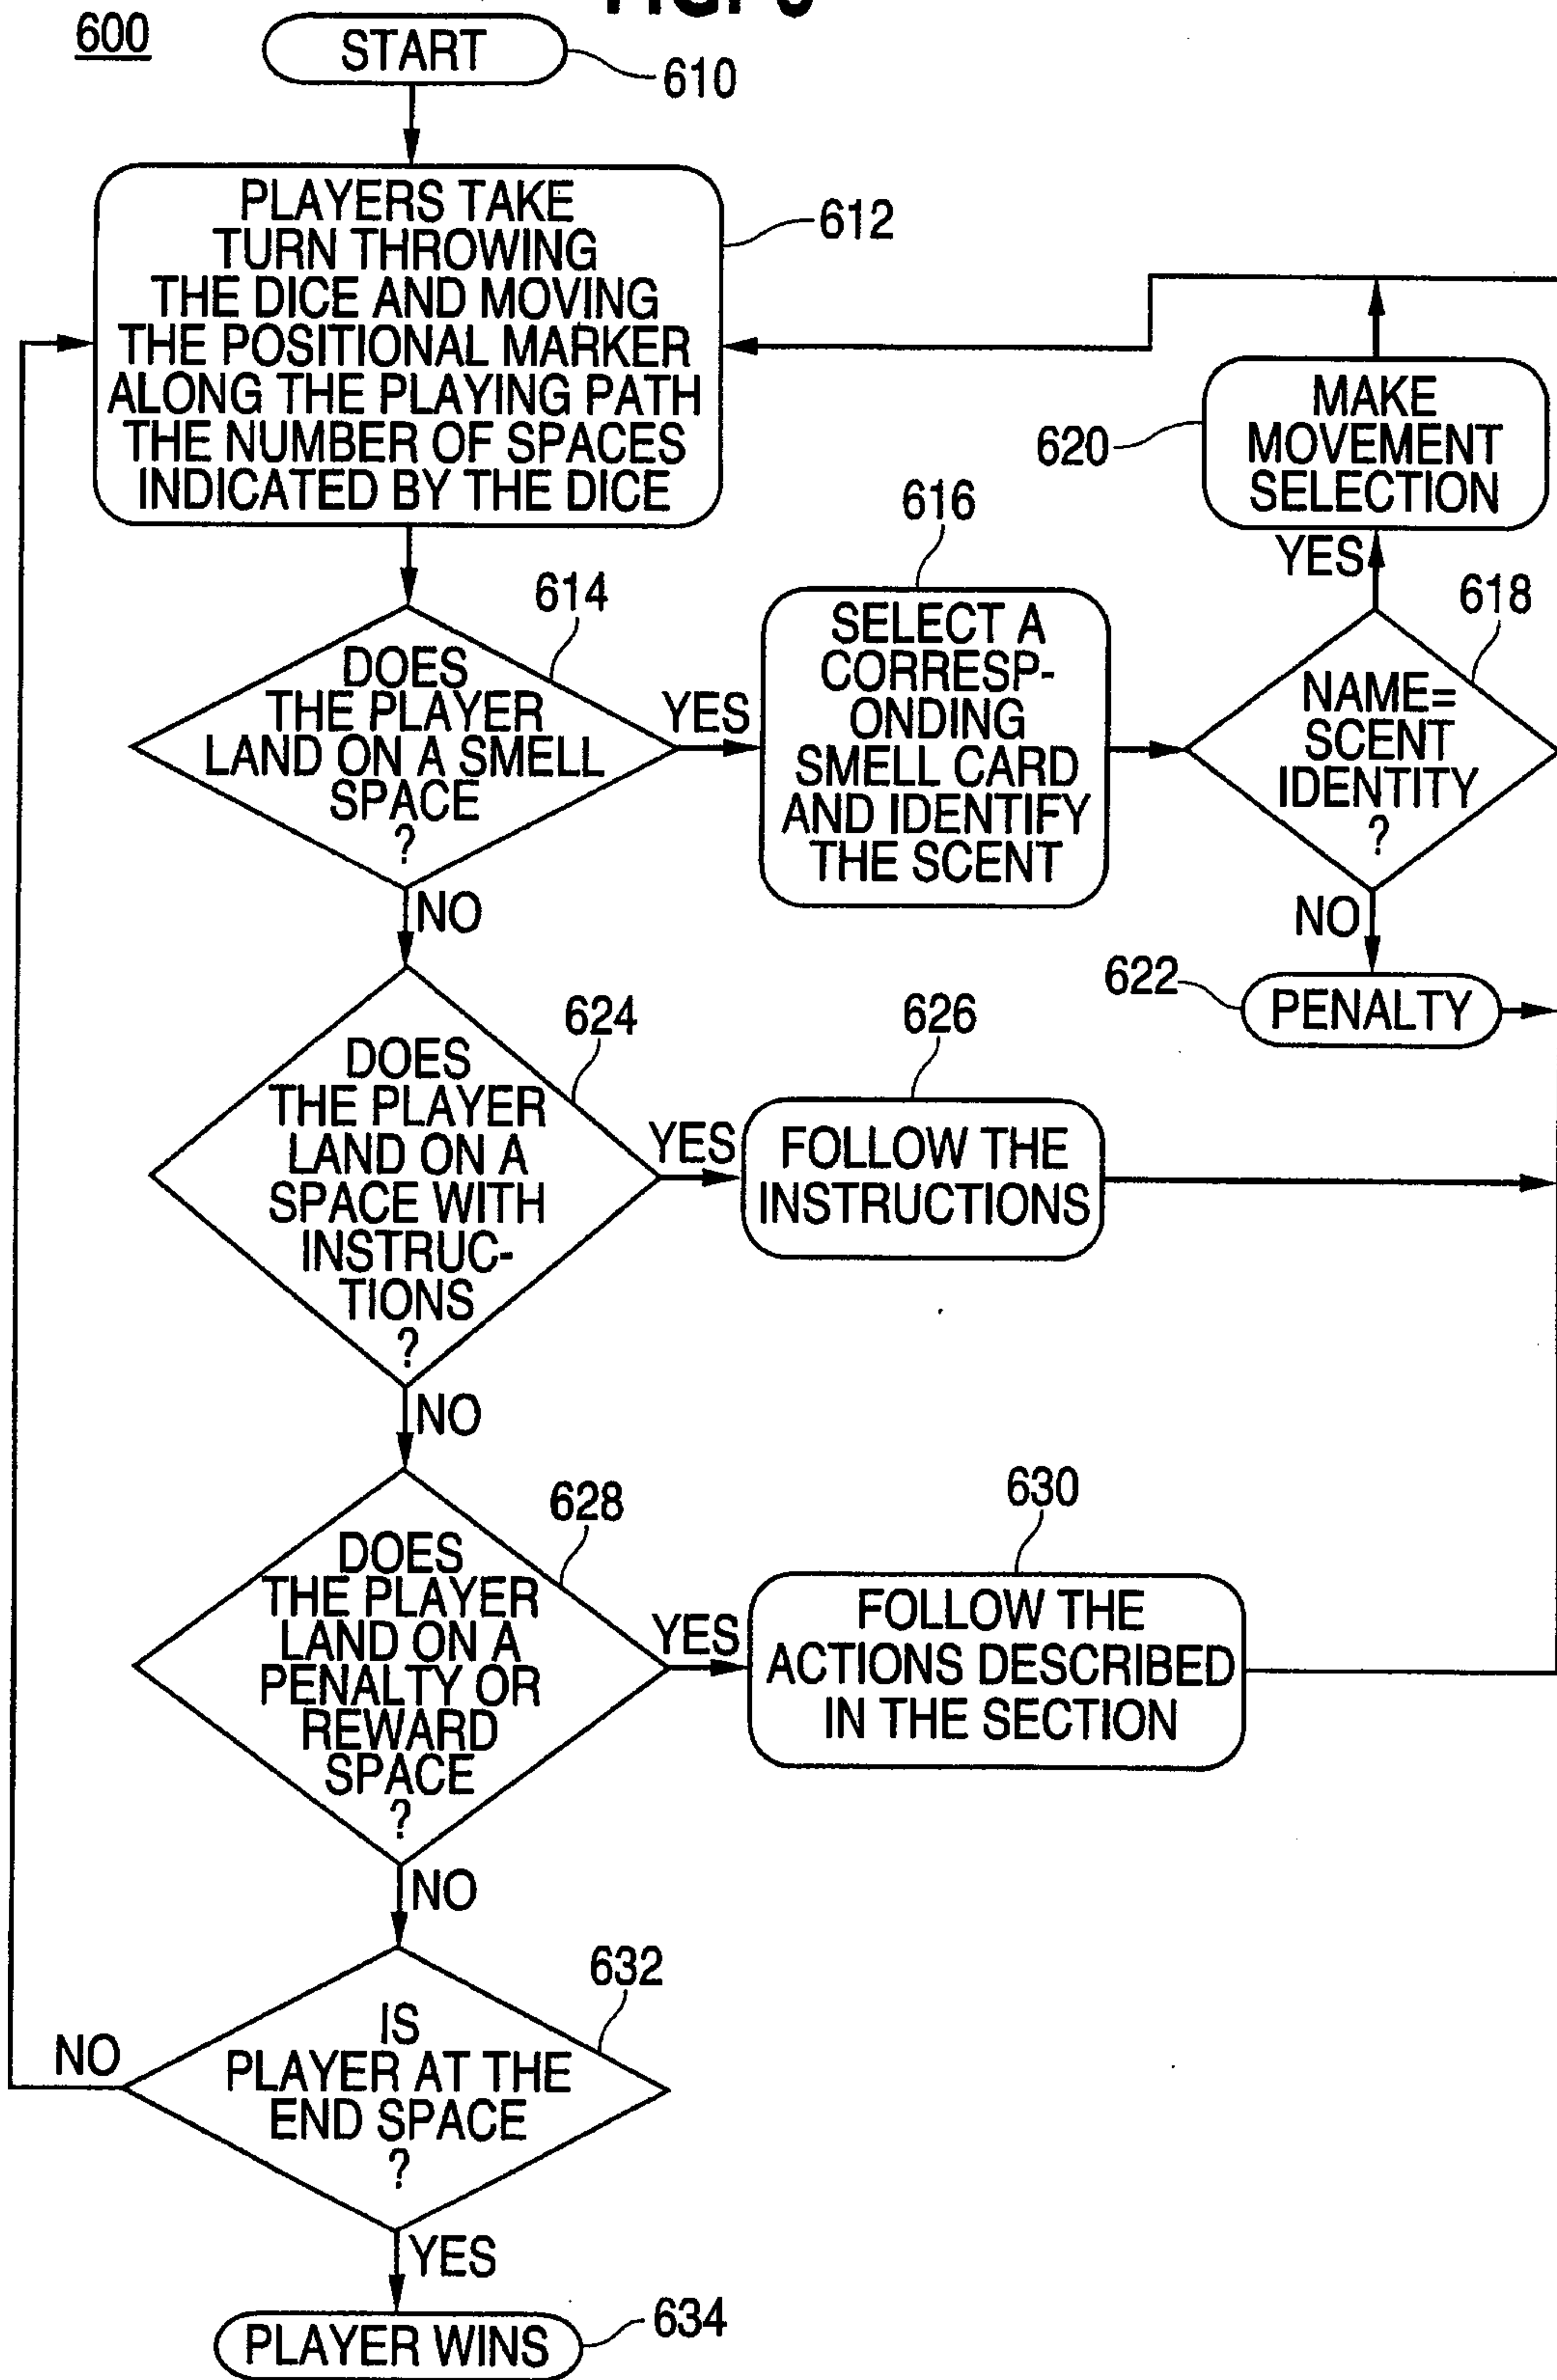 600
START
610
PLAYERS TAKE
TURN THROWING
THE DICE AND MOVING
THE POSITIONAL MARKER
ALONG THE PLAYING PATH
THE NUMBER OF SPACES
INDICATED BY THE DICE
612
MAKE
MOVEMENT
SELECTION
620
YES
614
DOES
THE PLAYER
LAND ON A SMELL
SPACE
?
YES
616
SELECT A
CORRESP-
ONDING
SMELL CARD
AND IDENTIFY
THE SCENT
618
NAME=
SCENT
IDENTITY
?
NO
NO
622
PENALTY
624
DOES
THE PLAYER
LAND ON A
SPACE WITH
INSTRUC-
TIONS
?
YES
626
FOLLOW THE
INSTRUCTIONS
NO
628
DOES
THE PLAYER
LAND ON A
PENALTY OR
REWARD
SPACE
?
YES
630
FOLLOW THE
ACTIONS DESCRIBED
IN THE SECTION
NO
632
IS
PLAYER AT THE
END SPACE
?
NO
YES
PLAYER WINS
634